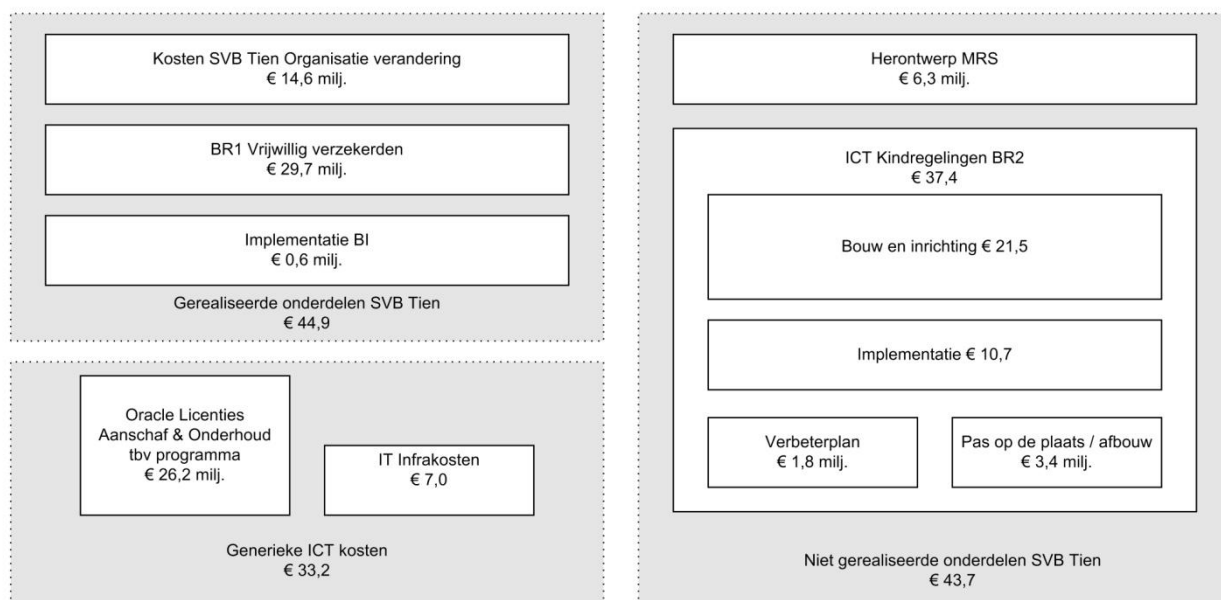 Kosten SVB Tien Organisatie verandering
€ 14,6 milj.
BR1 Vrijwillig verzekerden
€ 29,7 milj.
Implementatie BI
€ 0,6 milj.
Gerealiseerde onderdelen SVB Tien
€ 44,9
Oracle Licenties
Aanschaf & Onderhoud
tbv programma
€ 26,2 milj.
IT Infrakosten
€ 7,0
Generieke ICT kosten
€ 33,2
Herontwerp MRS
€ 6,3 milj.
ICT Kindregelingen BR2
€ 37,4
Bouw en inrichting € 21,5
Implementatie € 10,7
Verbeterplan
€ 1,8 milj.
Pas op de plaats / afbouw
€ 3,4 milj.
Niet gerealiseerde onderdelen SVB Tien
€ 43,7